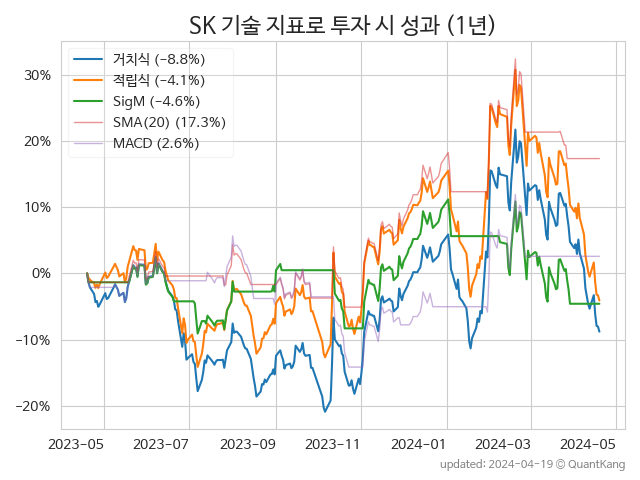 SK 기술 지표로 투자 시 성과 (1년)
거치식 (−8.8%)
적립식 (−4.1%)
SigM (−4.6%)
SMA(20) (17.3%)
MACD (2.6%)
30%
20%
10%
0%
−10%
−20%
2023-05 2023-07 2023-09 2023-11 2024-01 2024-03 2024-05
updated: 2024-04-19 © QuantKang